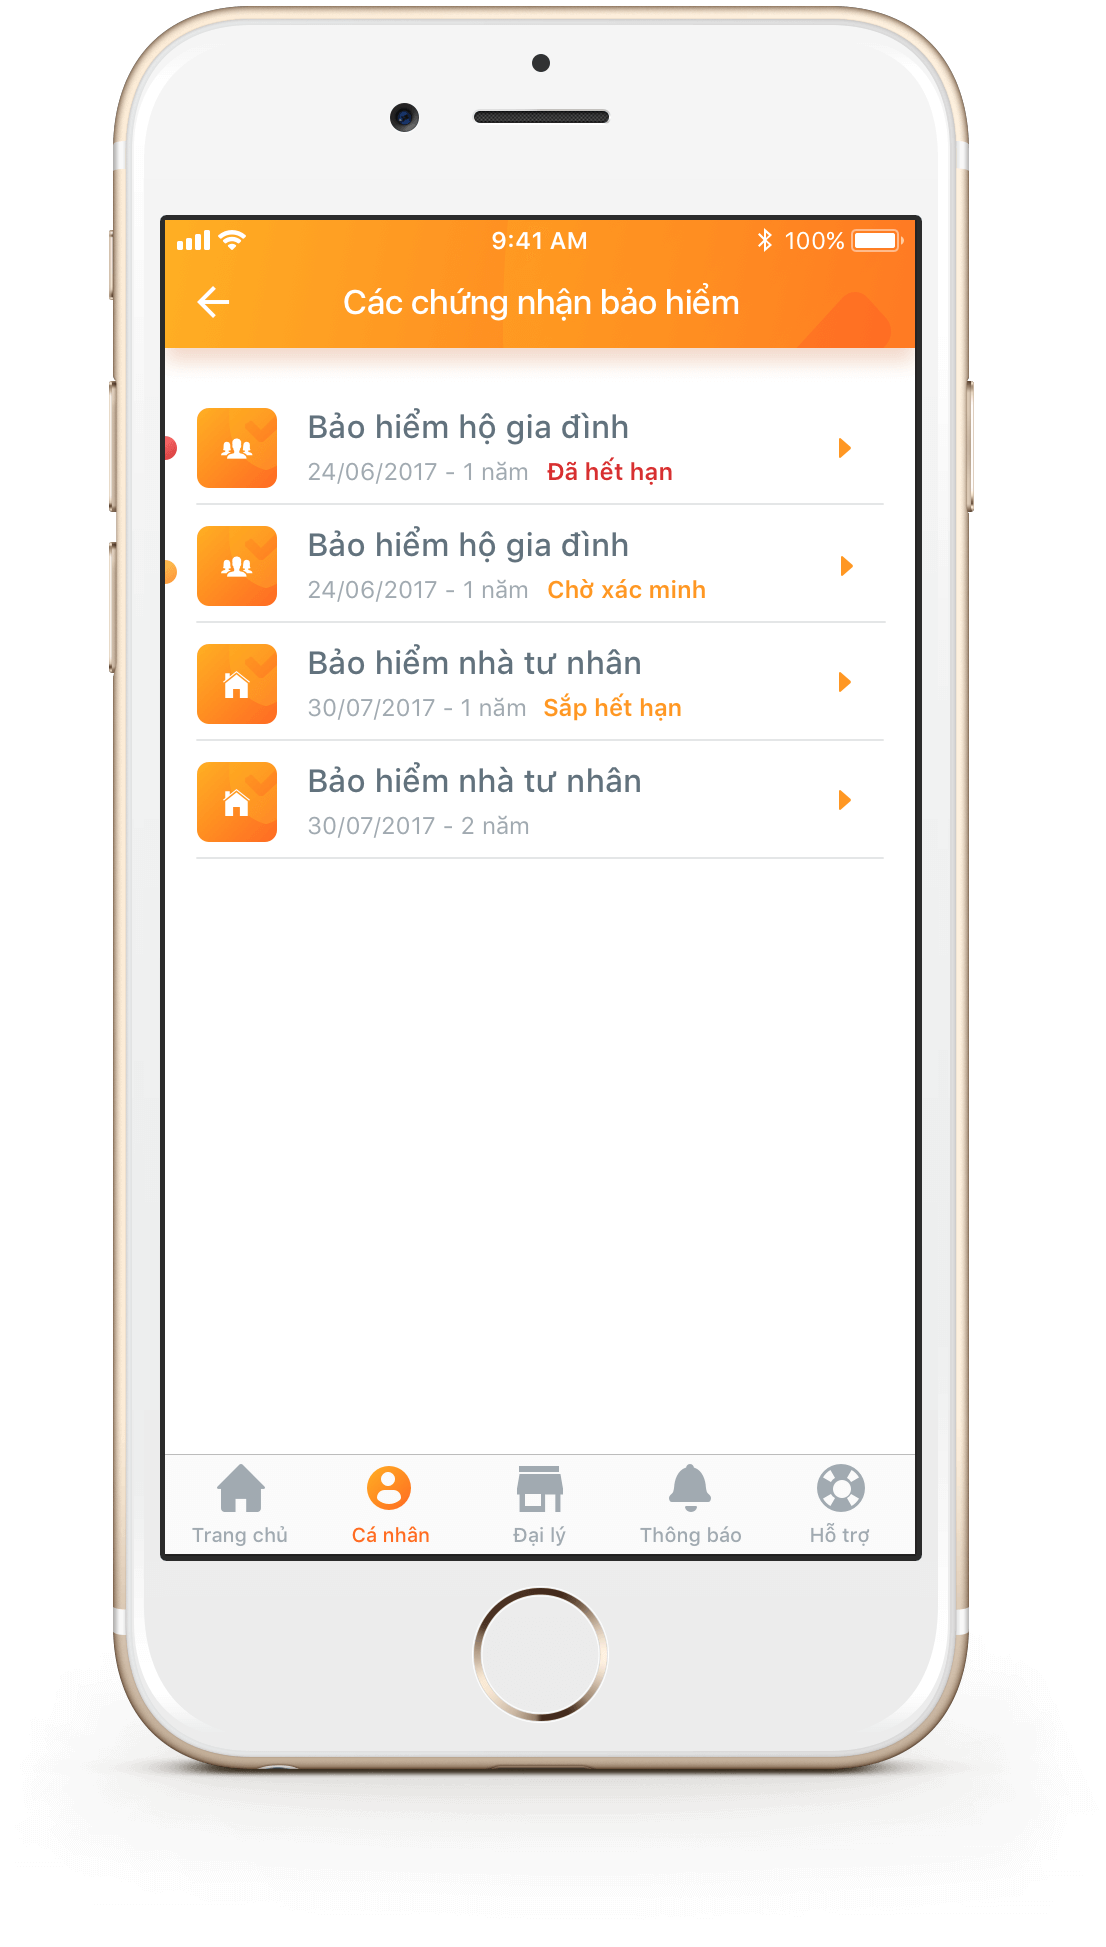 9:41 AM 100%
Các chứng nhận bảo hiểm
Bảo hiểm hộ gia đình
24/06/2017 - 1 năm Đã hết hạn
Bảo hiểm hộ gia đình
24/06/2017 - 1 năm Chờ xác minh
Bảo hiểm nhà tư nhân
30/07/2017 - 1 năm Sắp hết hạn
Bảo hiểm nhà tư nhân
30/07/2017 - 2 năm
Trang chủ Cá nhân Đại lý Thông báo Hỗ trợ